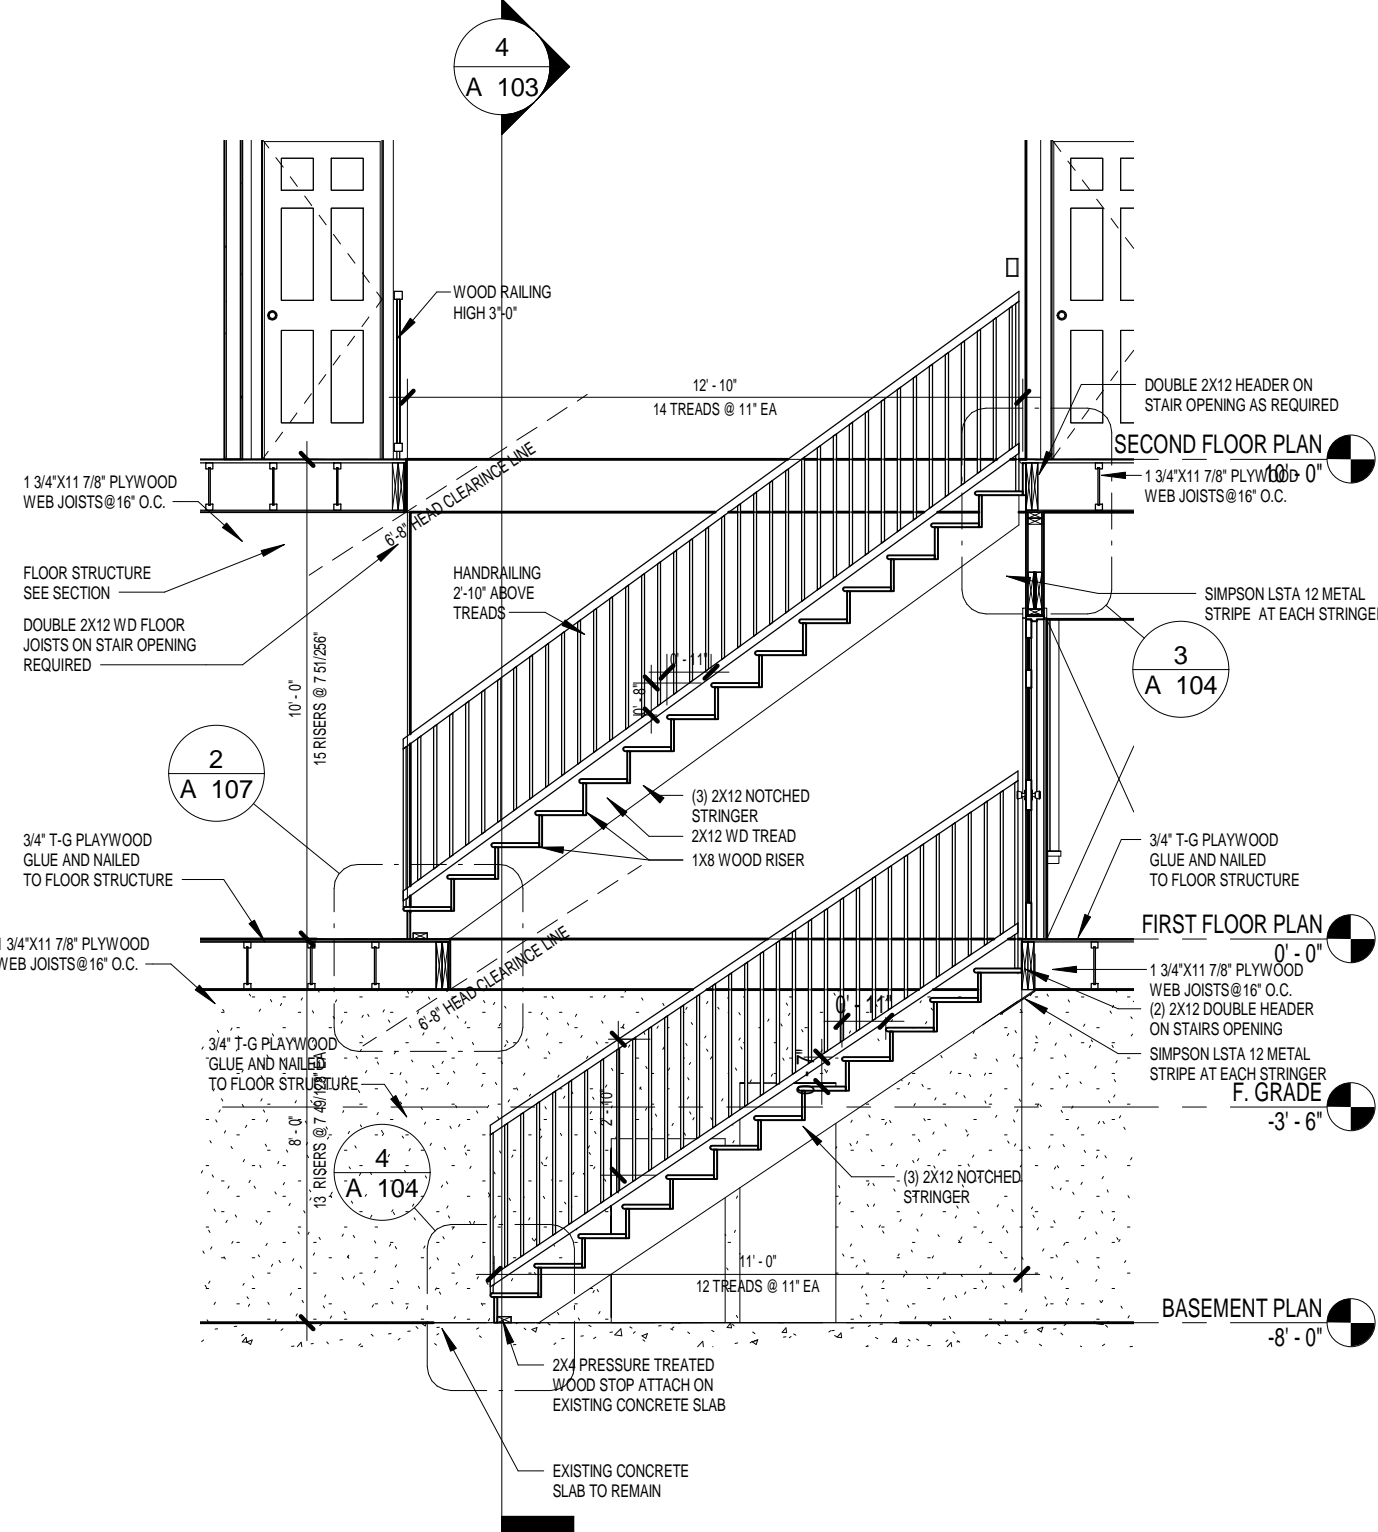 4
A 103
WOOD RAILING
HIGH 3"-0"
12' - 10"
14 TREADS @ 11" EA
DOUBLE 2X12 HEADER ON
STAIR OPENING AS REQUIRED
SECOND FLOOR PLAN
10' - 0"
1 3/4"X11 7/8" PLYWOOD
WEB JOISTS@16" O.C.
1 3/4"X11 7/8" PLYWOOD
WEB JOISTS@16" O.C.
6'-8" HEAD CLEARINCE LINE
FLOOR STRUCTURE
SEE SECTION
HANDRAILING
2'-10" ABOVE
TREADS
SIMPSON LSTA 12 METAL
STRIPE AT EACH STRINGER
DOUBLE 2X12 WD FLOOR
JOISTS ON STAIR OPENING
REQUIRED
10' - 0"
15 RISERS @ 7 51/256"
0' - 11"
0' - 8"
3
A 104
2
A 107
(3) 2X12 NOTCHED
STRINGER
2X12 WD TREAD
1X8 WOOD RISER
3/4" T-G PLAYWOOD
GLUE AND NAILED
TO FLOOR STRUCTURE
3/4" T-G PLAYWOOD
GLUE AND NAILED
TO FLOOR STRUCTURE
FIRST FLOOR PLAN
0' - 0"
1 3/4"X11 7/8" PLYWOOD
WEB JOISTS@16" O.C.
6'-8" HEAD CLEARINCE LINE
1 3/4"X11 7/8" PLYWOOD
WEB JOISTS@16" O.C.
(2) 2X12 DOUBLE HEADER
ON STAIRS OPENING
0' - 11"
SIMPSON LSTA 12 METAL
STRIPE AT EACH STRINGER
3/4" T-G PLAYWOOD
GLUE AND NAILED
TO FLOOR STRUCTURE
7"
F. GRADE
-3' - 6"
8' - 0"
13 RISERS @ 7 49/128" EA
2' - 10"
4
A 104
(3) 2X12 NOTCHED
STRINGER
11' - 0"
12 TREADS @ 11" EA
BASEMENT PLAN
-8' - 0"
2X4 PRESSURE TREATED
WOOD STOP ATTACH ON
EXISTING CONCRETE SLAB
EXISTING CONCRETE
SLAB TO REMAIN